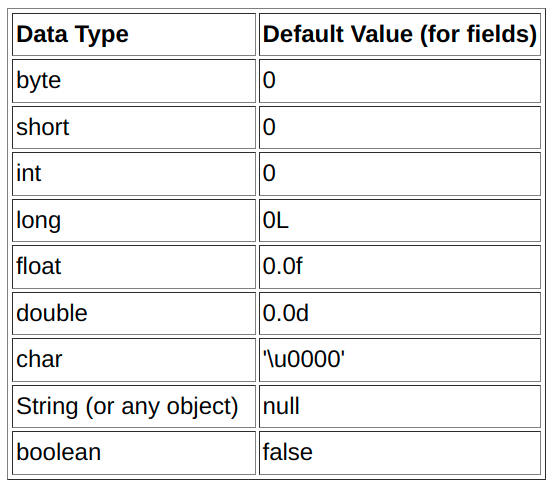 Data Type Default Value (for fields)
byte 0
short 0
int 0
long 0L
float 0.0f
double 0.0d
char '\u0000'
String (or any object) null
boolean false